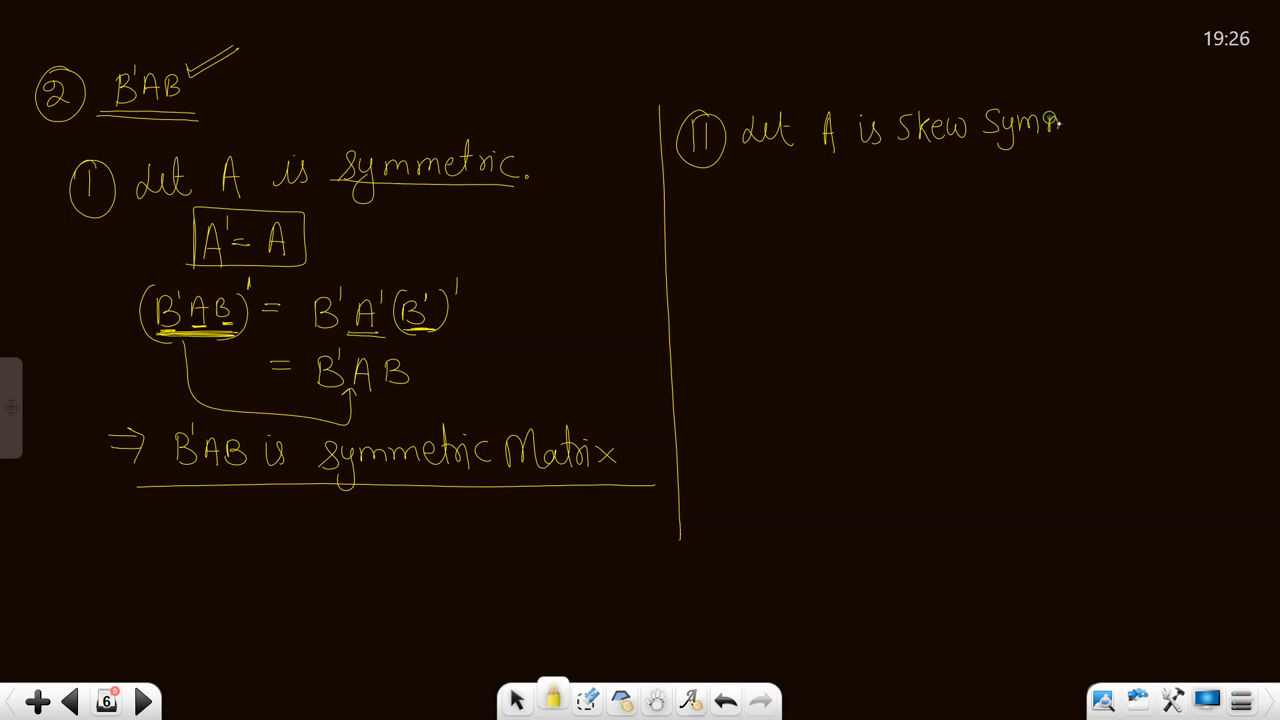 19:26
② B'AB
① Let A is symmetric.
A' = A
(B'AB)' = B'A'(B')'
= B'AB
⇒ B'AB is symmetric Matrix
Ⅱ Let A is Skew Symm
6